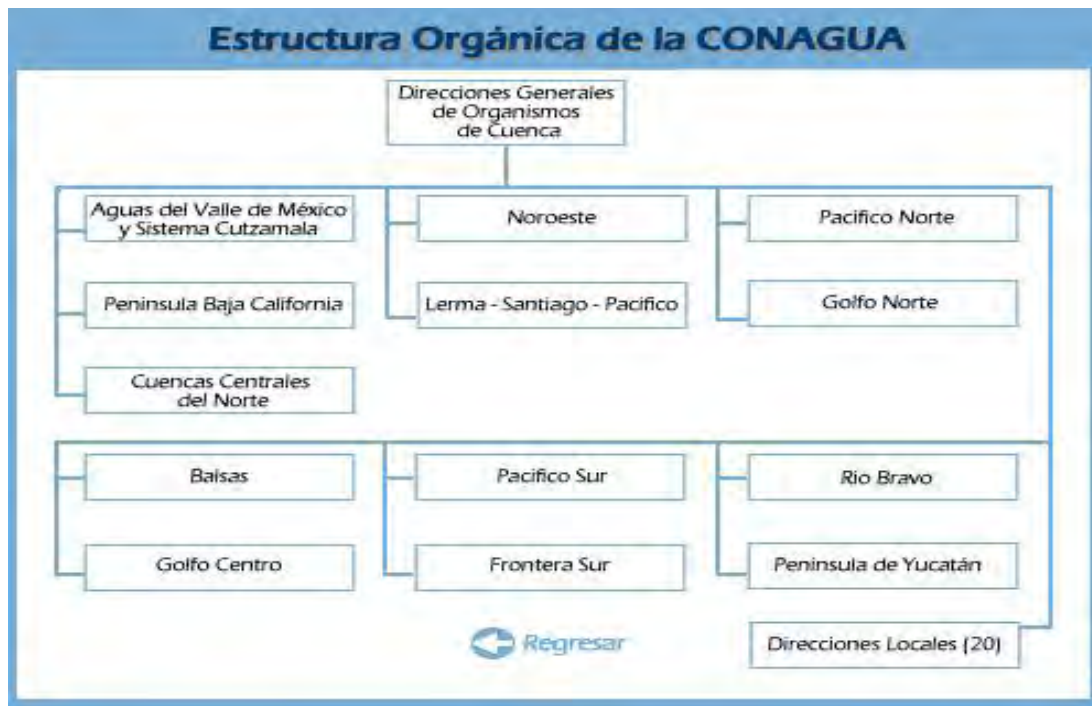 Estructura Orgánica de la CONAGUA
Direcciones Generales
de Organismos
de Cuenca
Aguas del Valle de México
y Sistema Cutzamala
Noroeste
Pacifico Norte
Peninsula Baja California
Lerma - Santiago - Pacifico
Golfo Norte
Cuencas Centrales
del Norte
Balsas
Pacifico Sur
Rio Bravo
Golfo Centro
Frontera Sur
Peninsula de Yucatán
Regresar
Direcciones Locales (20)